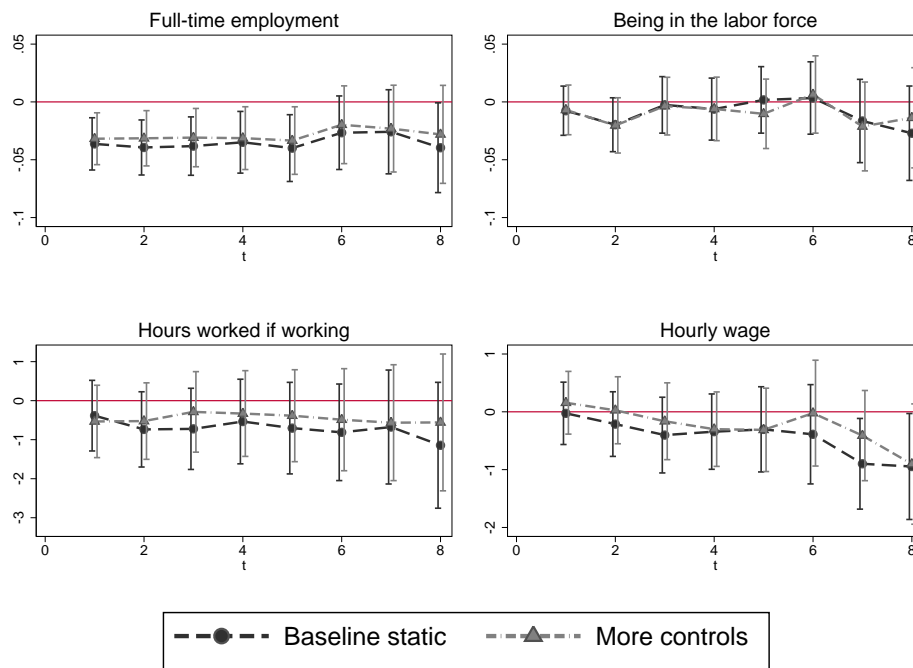 Full-time employment
.05
0
-.05
-.1
0 2 4 6 8
t
Being in the labor force
.05
0
-.05
-.1
0 2 4 6 8
t
Hours worked if working
1
0
-1
-2
-3
0 2 4 6 8
t
Hourly wage
1
0
-1
-2
0 2 4 6 8
t
Baseline static
More controls